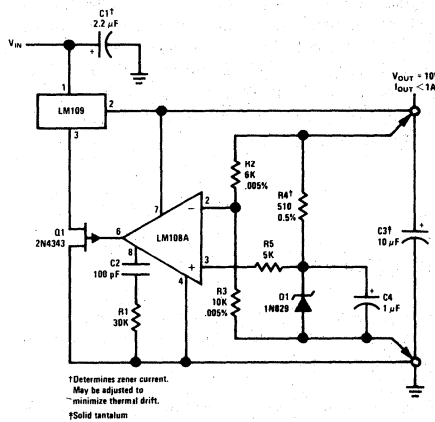 C1†
2.2 μF
+
VIN
1
LM109
2
3
VOUT = 10V
IOUT < 1A
H2
6K
.005%
R4†
510
0.5%
7
2
−
LM108A
6
Q1
2N4343
8
C2
100 pF
+
3
4
R5
5K
C3‡
10 μF
+
R1
30K
R3
10K
.005%
D1
1N829
+
C4
1 μF
†Determines zener current.
May be adjusted to
minimize thermal drift.
‡Solid tantalum